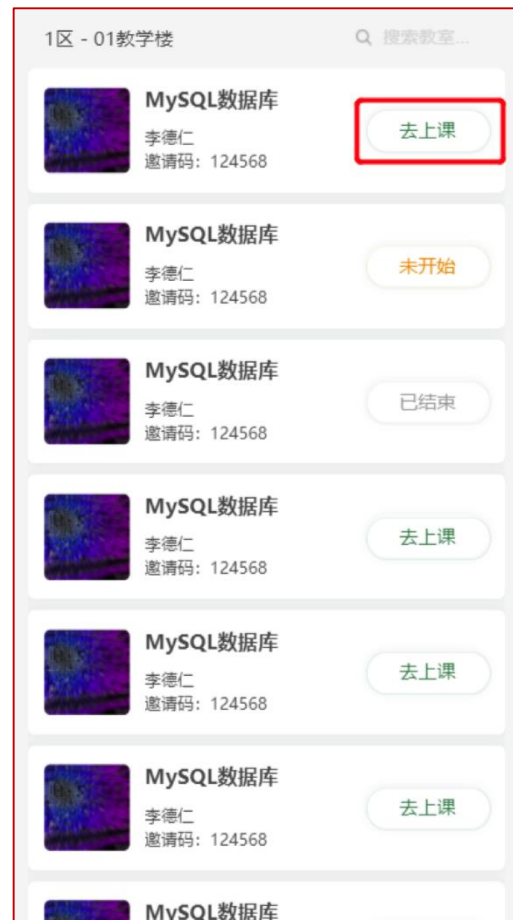 1区 - 01教学楼 搜索教室...
MySQL数据库
李德仁
邀请码：124568
去上课
MySQL数据库
李德仁
邀请码：124568
未开始
MySQL数据库
李德仁
邀请码：124568
已结束
MySQL数据库
李德仁
邀请码：124568
去上课
MySQL数据库
李德仁
邀请码：124568
去上课
MySQL数据库
李德仁
邀请码：124568
去上课
MySQL数据库